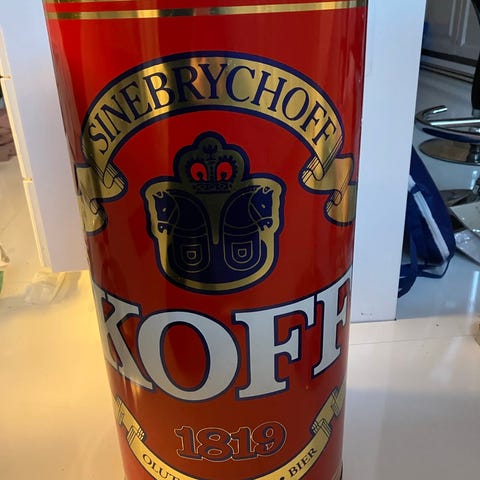 SINEBRYCHOFF
D D
KOFF
1819
OLUT • BIER